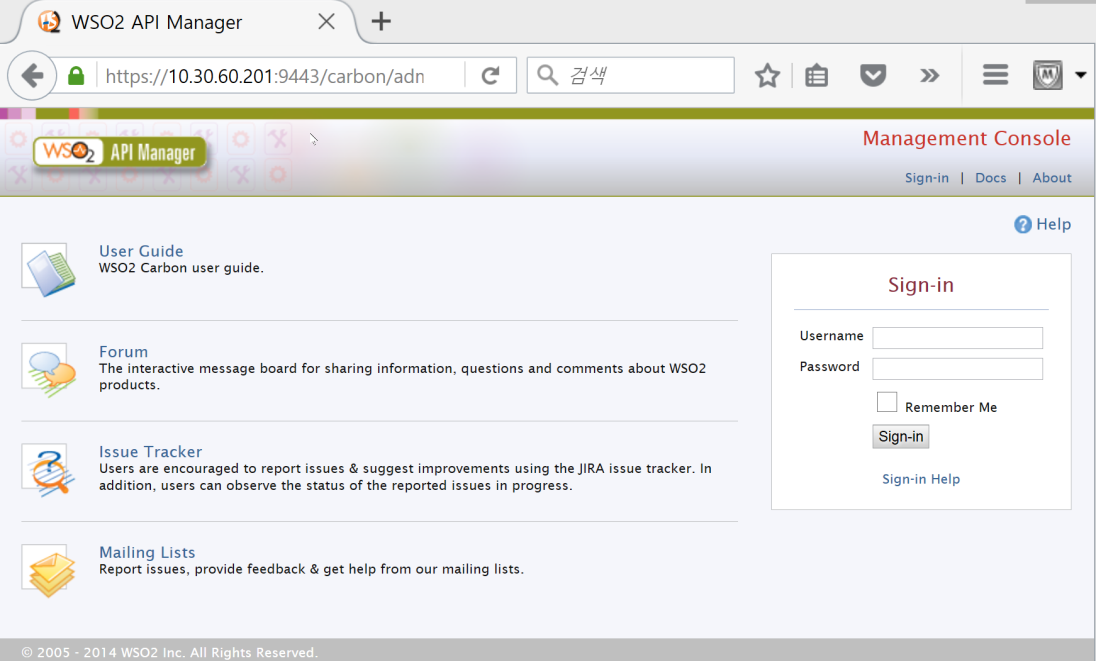 WSO2 API Manager
https://10.30.60.201:9443/carbon/adn
검색
WSO2 API Manager
Management Console
Sign-in | Docs | About
Help
User Guide
WSO2 Carbon user guide.
Forum
The interactive message board for sharing information, questions and comments about WSO2
products.
Issue Tracker
Users are encouraged to report issues & suggest improvements using the JIRA issue tracker. In
addition, users can observe the status of the reported issues in progress.
Mailing Lists
Report issues, provide feedback & get help from our mailing lists.
Sign-in
Username
Password
Remember Me
Sign-in
Sign-in Help
© 2005 - 2014 WSO2 Inc. All Rights Reserved.